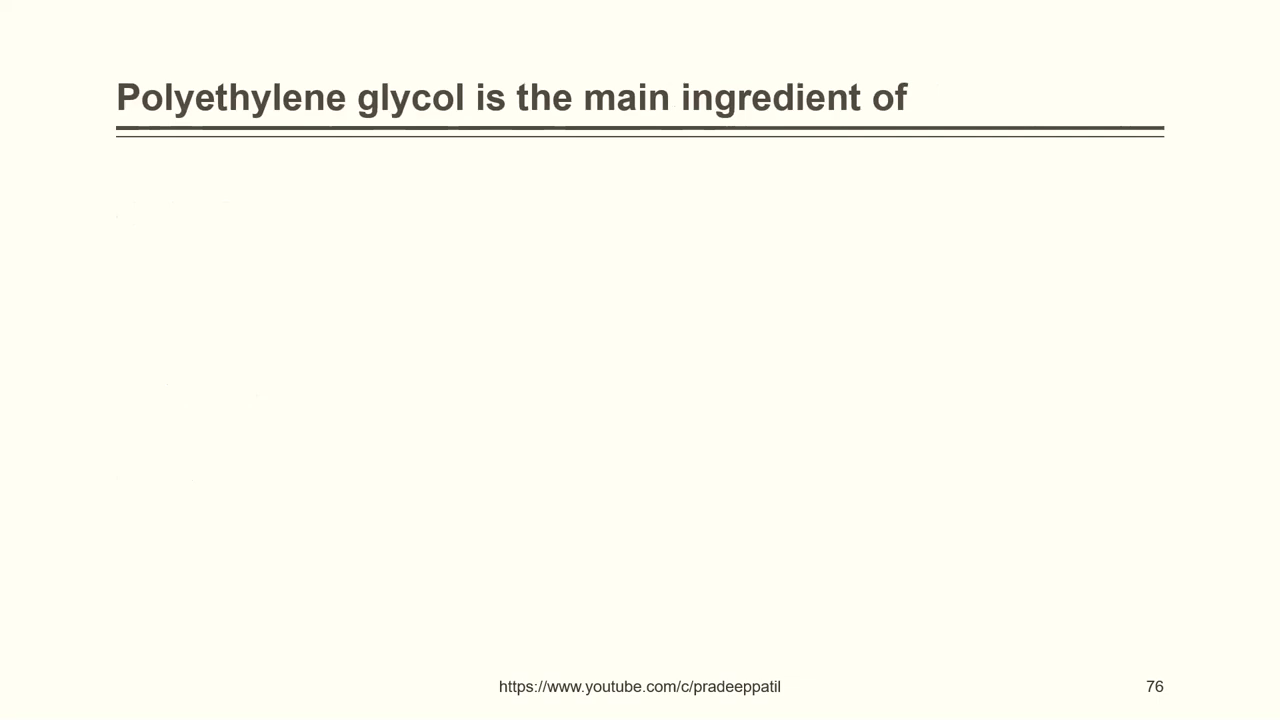 Polyethylene glycol is the main ingredient of
https://www.youtube.com/c/pradeeppatil
76